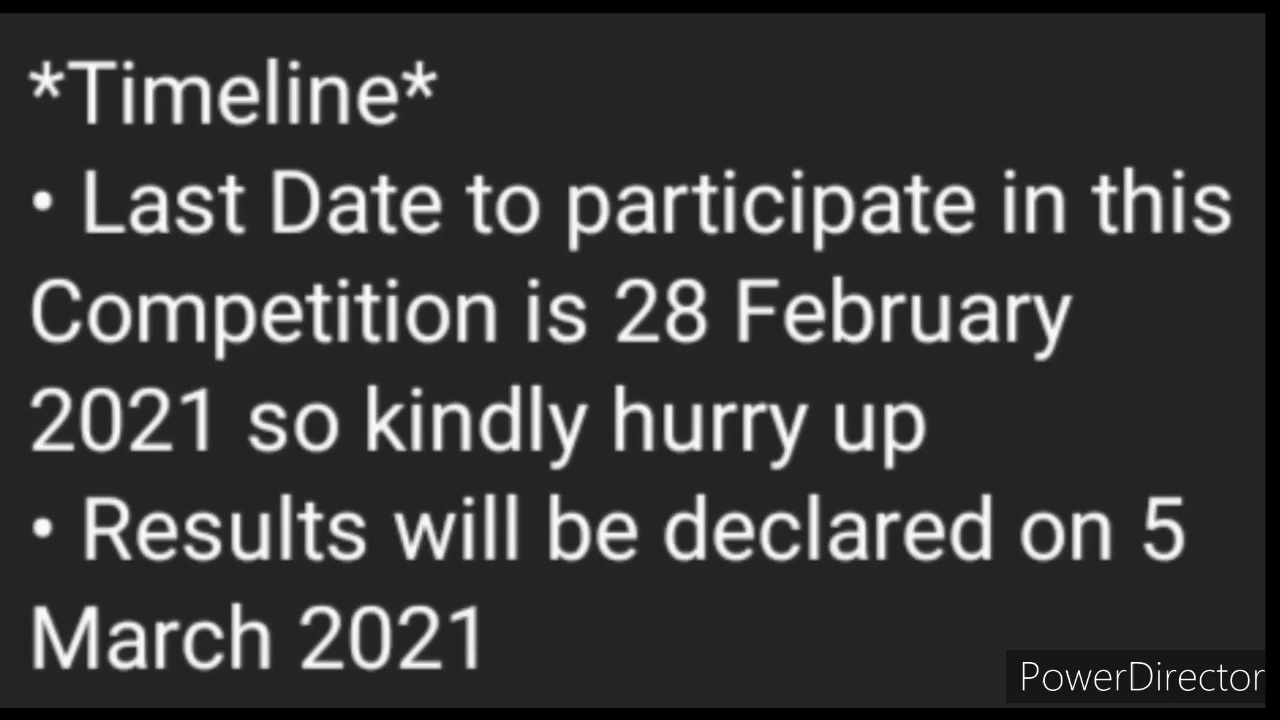 *Timeline*
• Last Date to participate in this
Competition is 28 February
2021 so kindly hurry up
• Results will be declared on 5
March 2021
PowerDirector